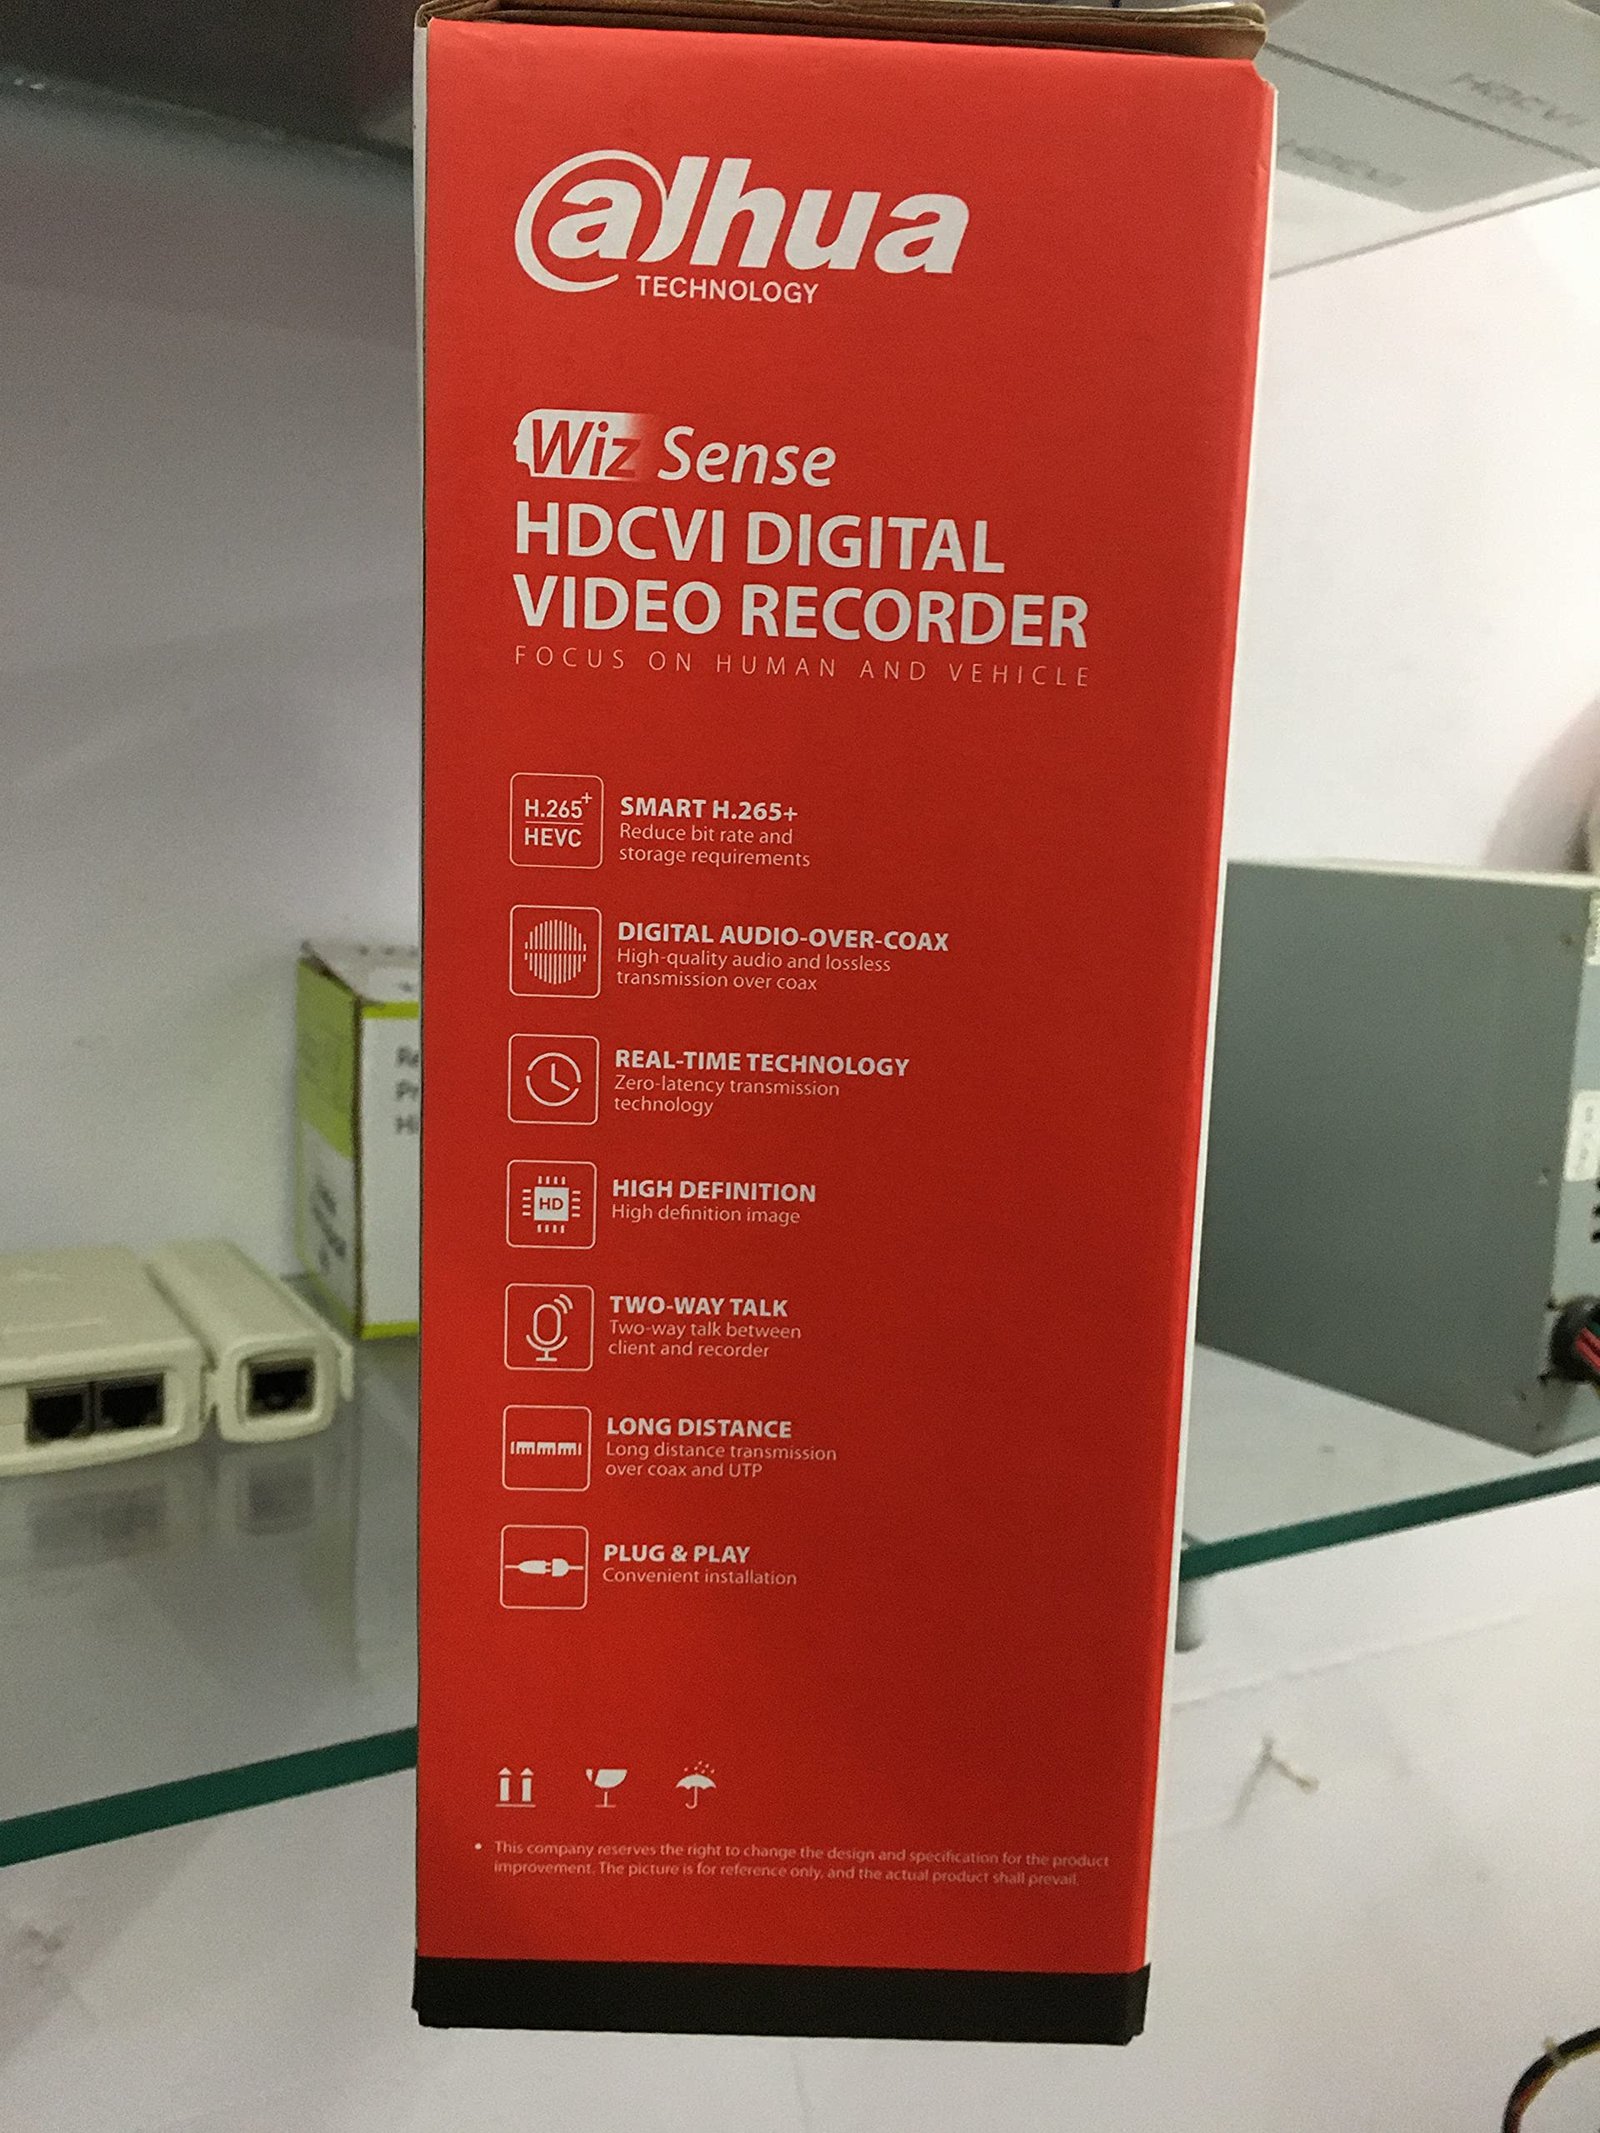 alhua
TECHNOLOGY
Wiz Sense
HDCVI DIGITAL
VIDEO RECORDER
FOCUS ON HUMAN AND VEHICLE
H.265+
HEVC
SMART H.265+
Reduce bit rate and
storage requirements
DIGITAL AUDIO-OVER-COAX
High-quality audio and lossless
transmission over coax
REAL-TIME TECHNOLOGY
Zero-latency transmission
technology
HD
HIGH DEFINITION
High definition image
TWO-WAY TALK
Two-way talk between
client and recorder
LONG DISTANCE
Long distance transmission
over coax and UTP
PLUG & PLAY
Convenient installation
• This company reserves the right to change the design and specification for the product
improvement. The picture is for reference only, and the actual product shall prevail.
HDCVI
HDCVI